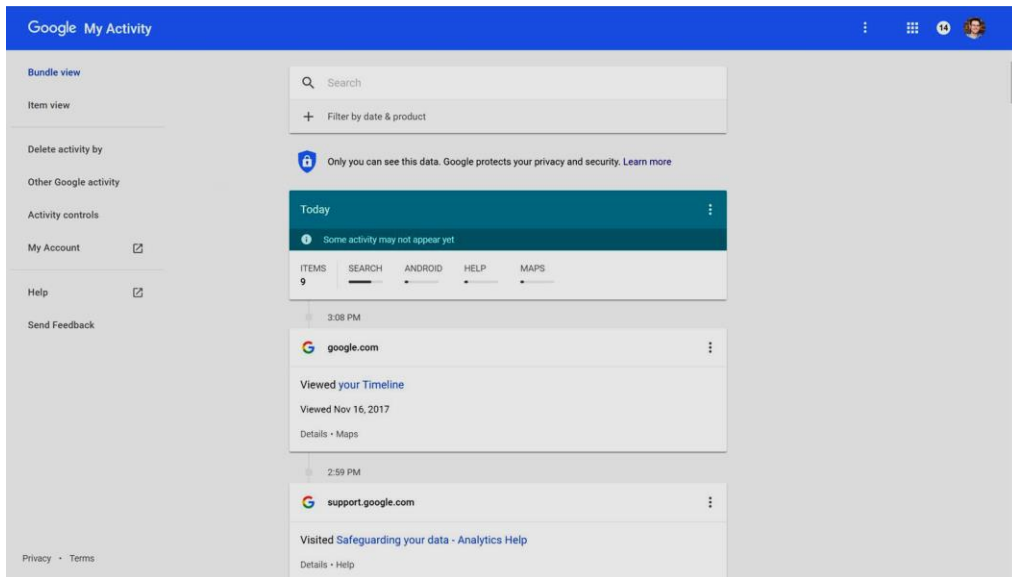 Google My Activity
14
Bundle view
Item view
Delete activity by
Other Google activity
Activity controls
My Account
Help
Send Feedback
Privacy • Terms
Search
Filter by date & product
Only you can see this data. Google protects your privacy and security. Learn more
Today
Some activity may not appear yet
ITEMS SEARCH ANDROID HELP MAPS
9
3:08 PM
google.com
Viewed your Timeline
Viewed Nov 16, 2017
Details • Maps
2:59 PM
support.google.com
Visited Safeguarding your data - Analytics Help
Details • Help